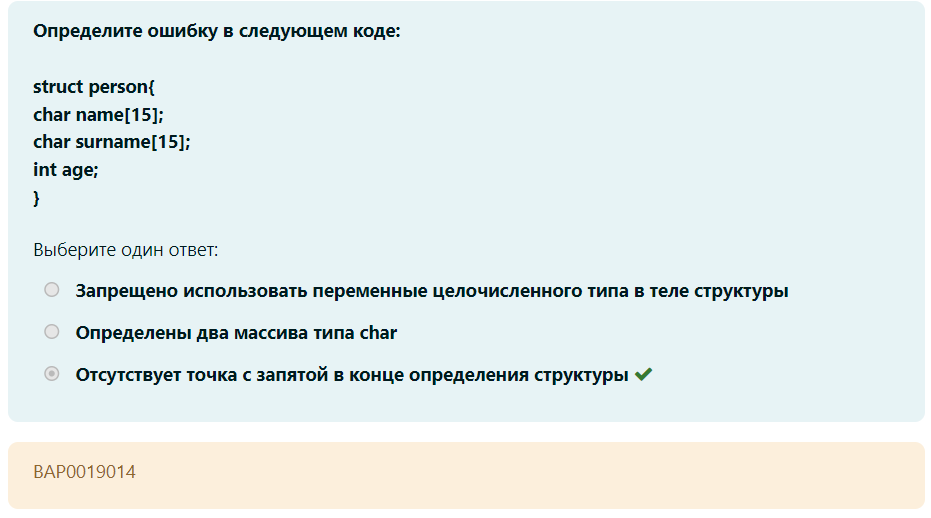 Определите ошибку в следующем коде:
struct person{
char name[15];
char surname[15];
int age;
}
Выберите один ответ:
Запрещено использовать переменные целочисленного типа в теле структуры
Определены два массива типа char
Отсутствует точка с запятой в конце определения структуры
BAP0019014